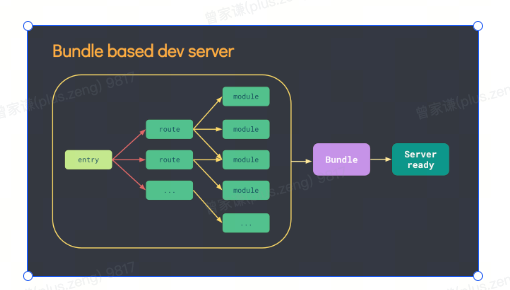 Bundle based dev server
module
route
module
entry
route
module
Bundle
Server
ready
...
module
...
曾家谦(plus.zeng) 9817